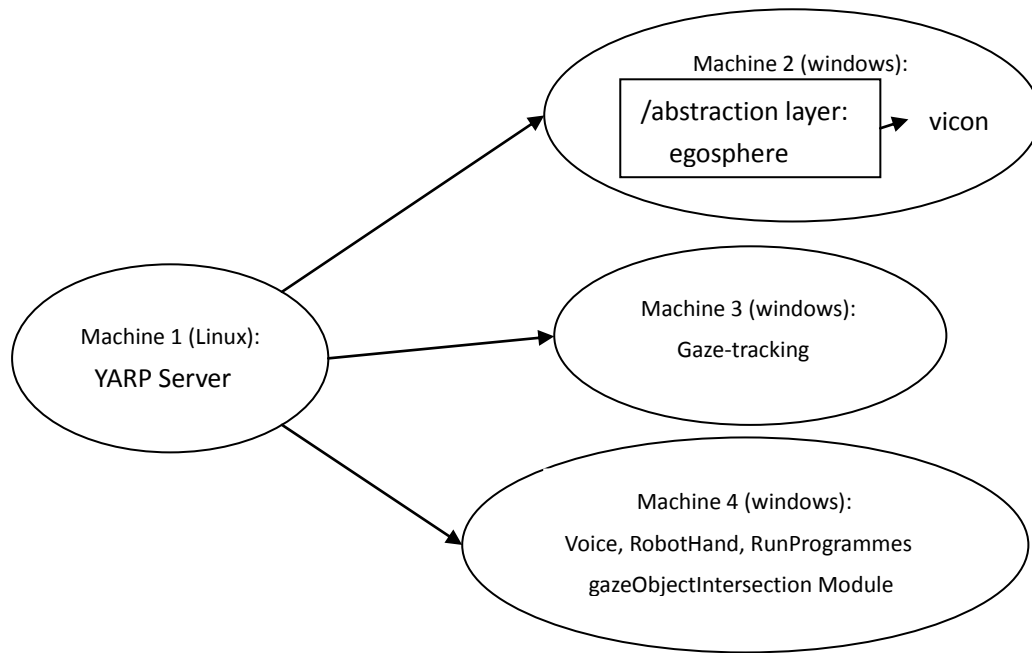 Machine 2 (windows):
/abstraction layer:
egosphere
vicon
Machine 1 (Linux):
YARP Server
Machine 3 (windows):
Gaze-tracking
Machine 4 (windows):
Voice, RobotHand, RunProgrammes
gazeObjectIntersection Module